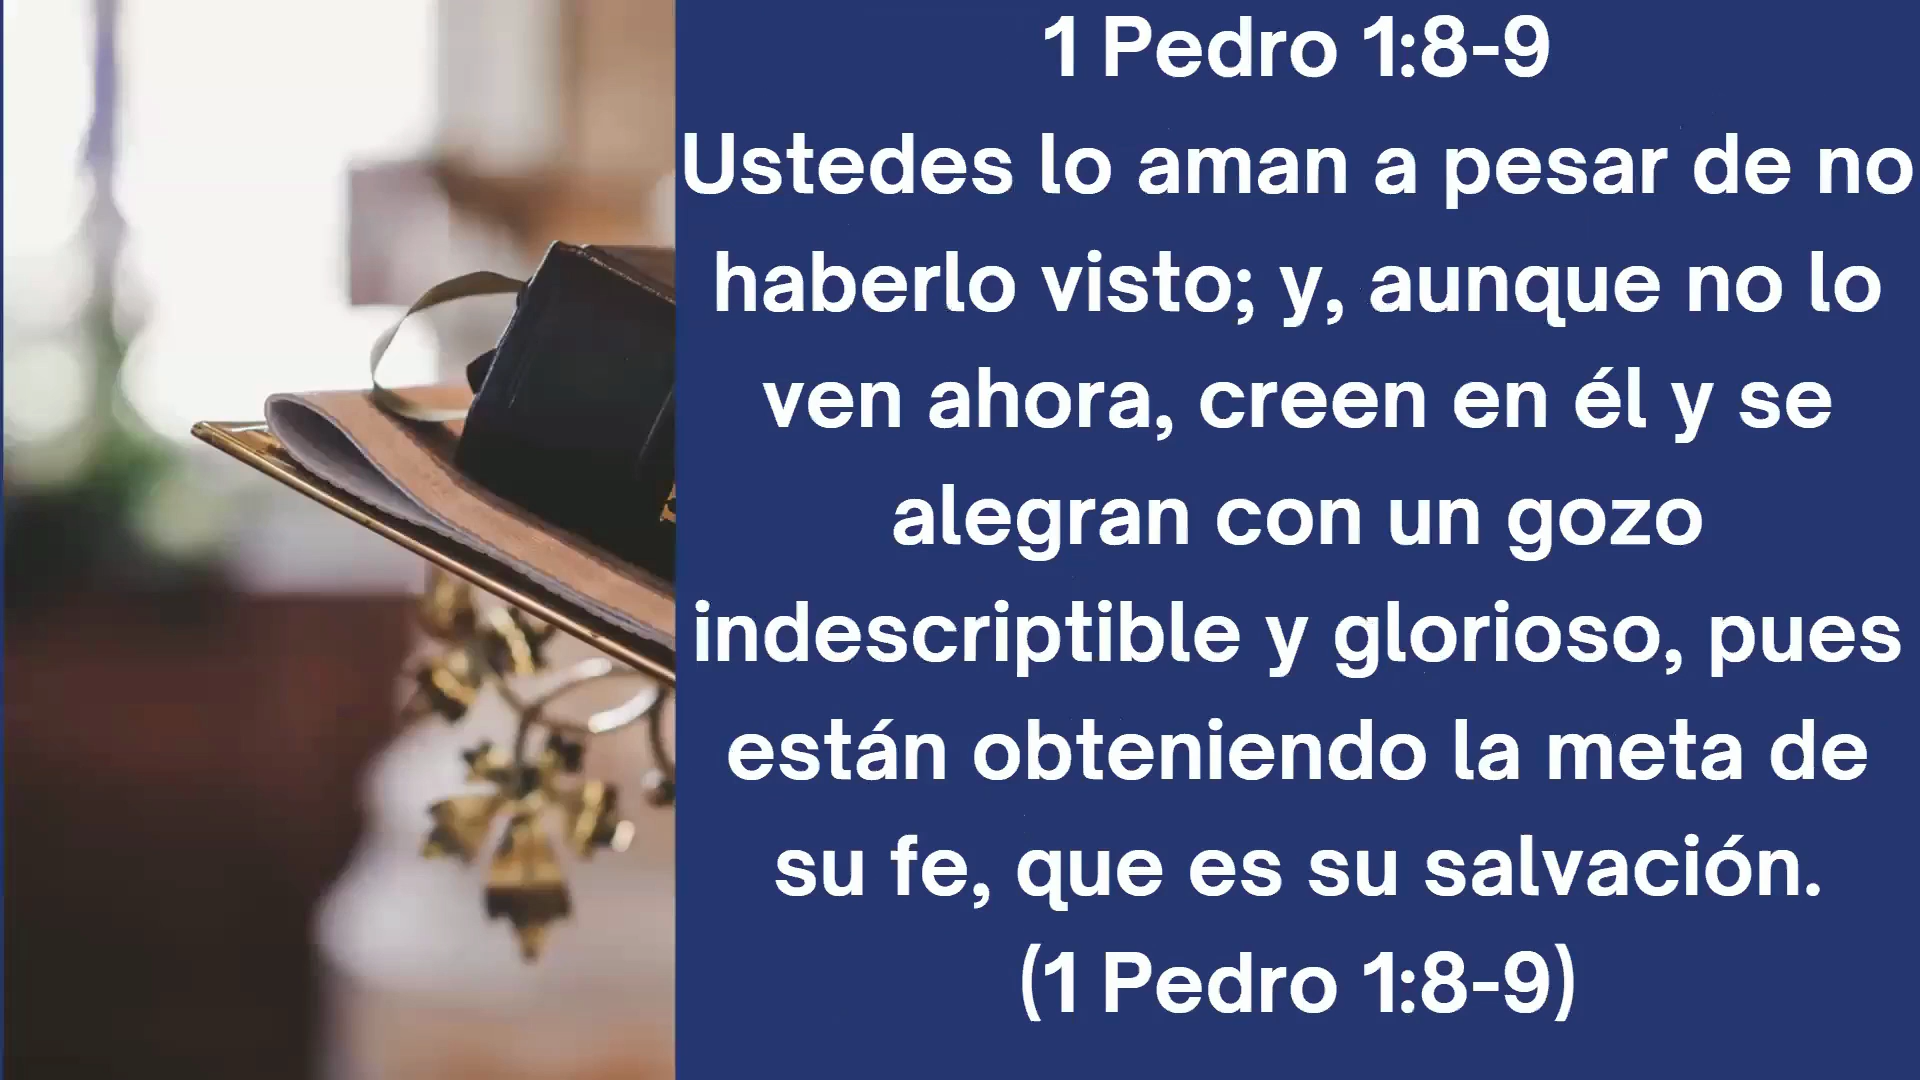 1 Pedro 1:8-9
Ustedes lo aman a pesar de no
haberlo visto; y, aunque no lo
ven ahora, creen en él y se
alegran con un gozo
indescriptible y glorioso, pues
están obteniendo la meta de
su fe, que es su salvación.
(1 Pedro 1:8-9)